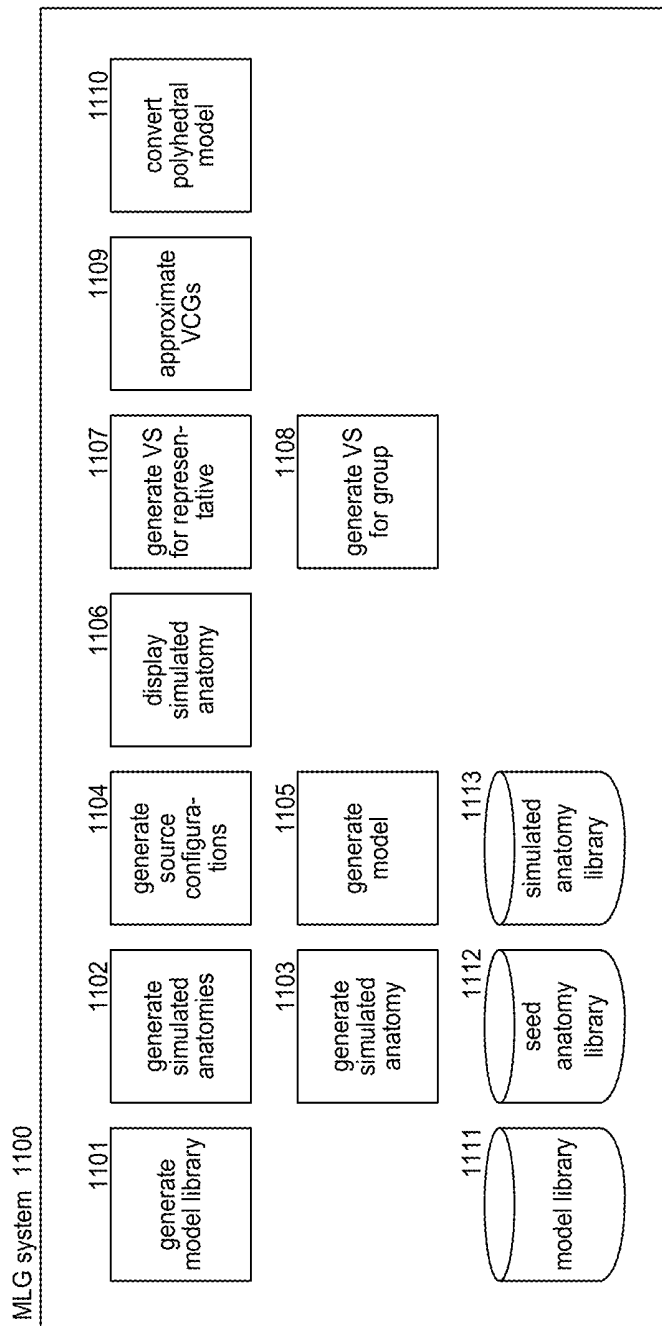 MLG system 1100
1101
generate
model library
1102
generate
simulated
anatomies
1104
generate
source
configura-
tions
1106
display
simulated
anatomy
1107
generate VS
for represen-
tative
1109
approximate
VCGs
1110
convert
polyhedral
model
1103
generate
simulated
anatomy
1105
generate
model
1108
generate VS
for group
1111
model library
1112
seed
anatomy
library
1113
simulated
anatomy
library